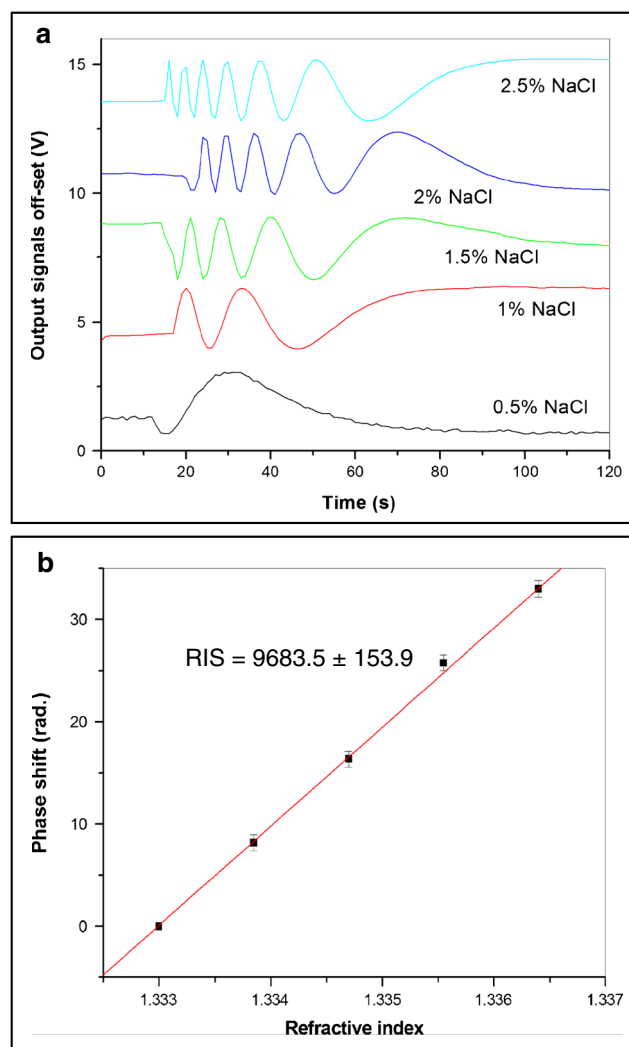 a
Output signals off-set (V)
15
10
5
0
2.5% NaCl
2% NaCl
1.5% NaCl
1% NaCl
0.5% NaCl
0 20 40 60 80 100 120
Time (s)
b
Phase shift (rad.)
30
20
10
0
RIS = 9683.5 ± 153.9
1.333 1.334 1.335 1.336 1.337
Refractive index